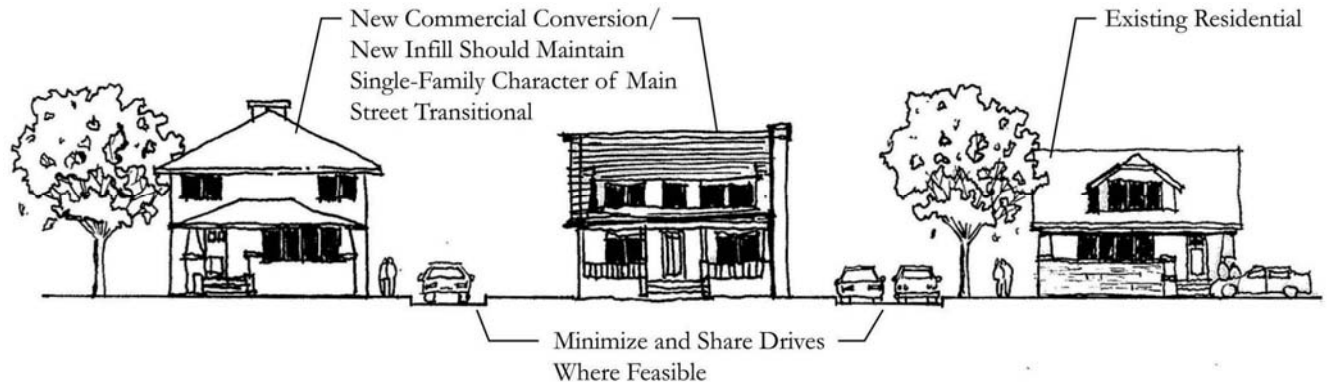 New Commercial Conversion/
New Infill Should Maintain
Single-Family Character of Main
Street Transitional
Existing Residential
Minimize and Share Drives
Where Feasible